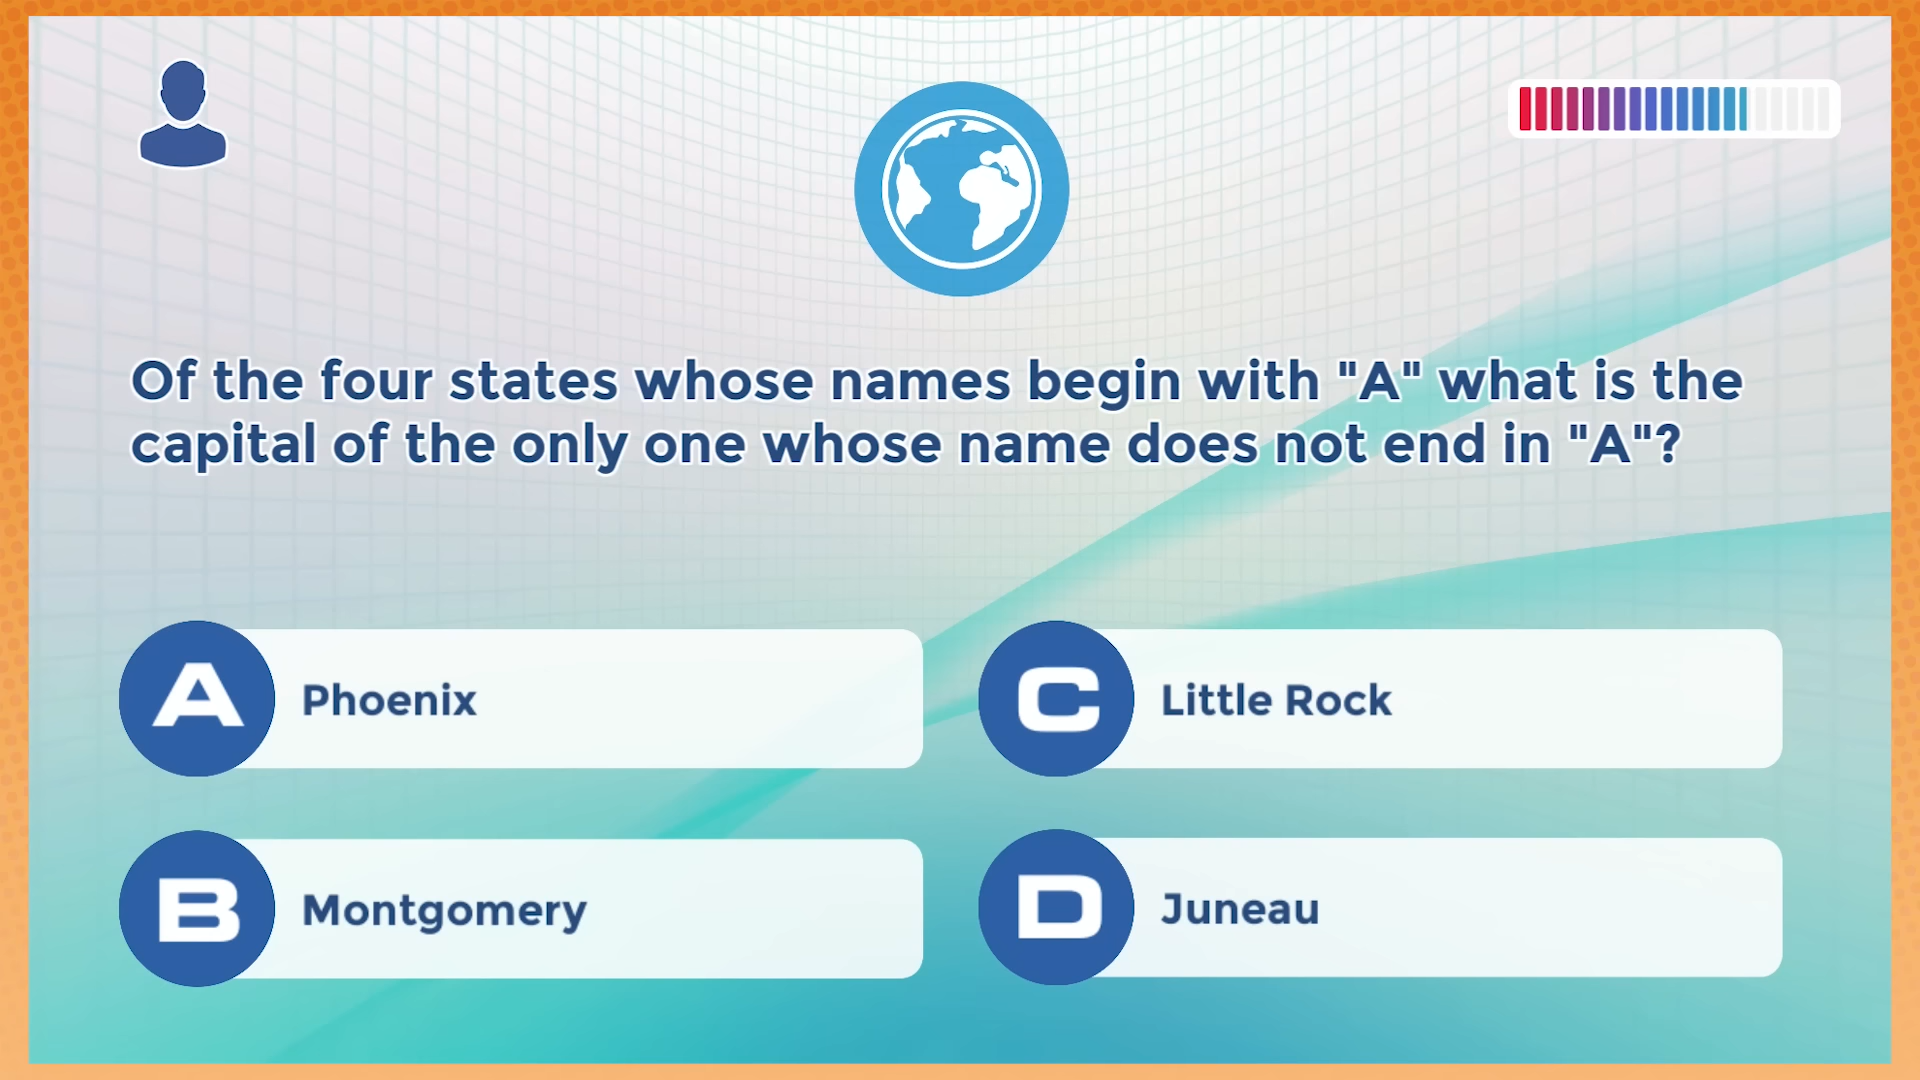 Of the four states whose names begin with "A" what is the
capital of the only one whose name does not end in "A"?
A Phoenix
B Montgomery
C Little Rock
D Juneau